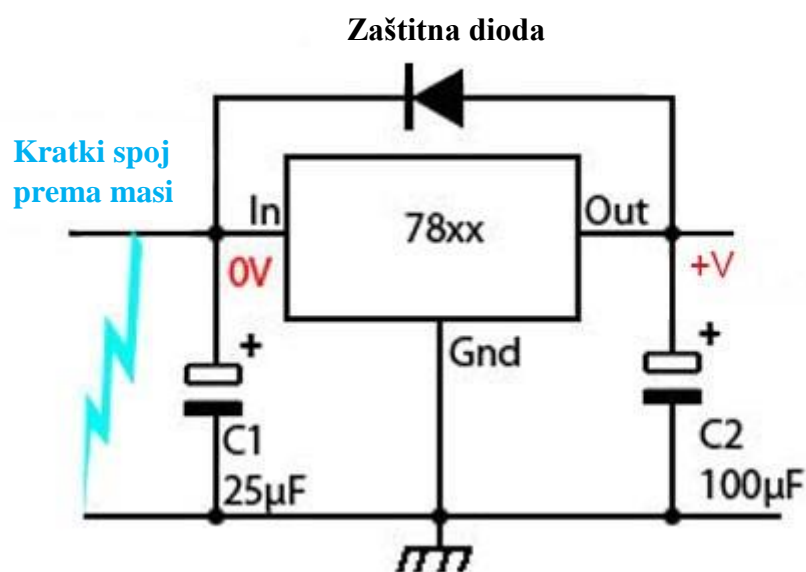 Zaštitna dioda
Kratki spoj
prema masi
In
78xx
Out
0V
+V
+
Gnd
+
C1
25µF
C2
100µF